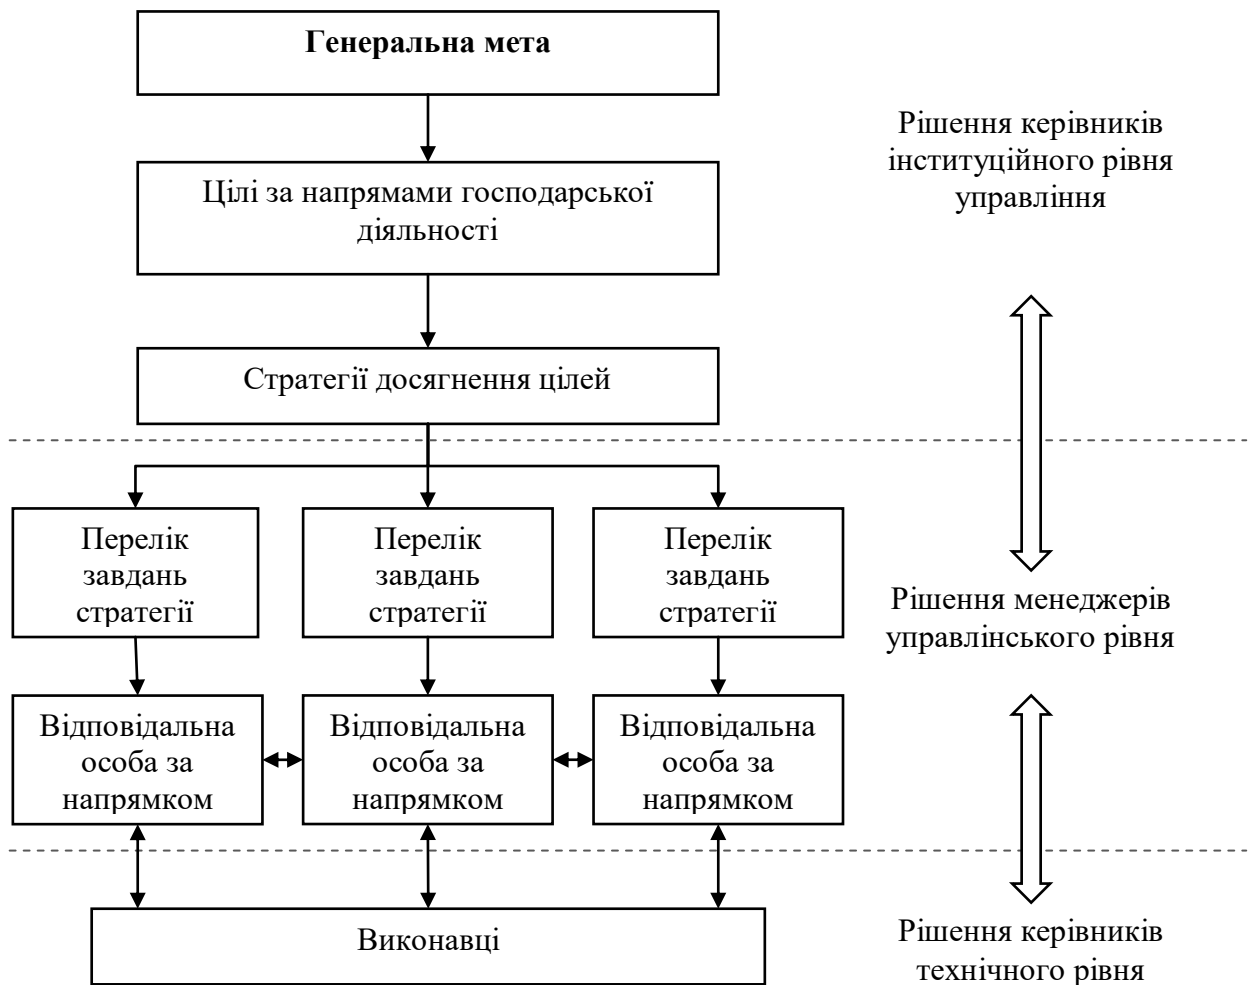 Генеральна мета
Рішення керівників
інституційного рівня
управління
Цілі за напрямами господарської
діяльності
Стратегії досягнення цілей
Перелік
завдань
стратегії
Перелік
завдань
стратегії
Перелік
завдань
стратегії
Рішення менеджерів
управлінського рівня
Відповідальна
особа за
напрямком
Відповідальна
особа за
напрямком
Відповідальна
особа за
напрямком
Виконавці
Рішення керівників
технічного рівня